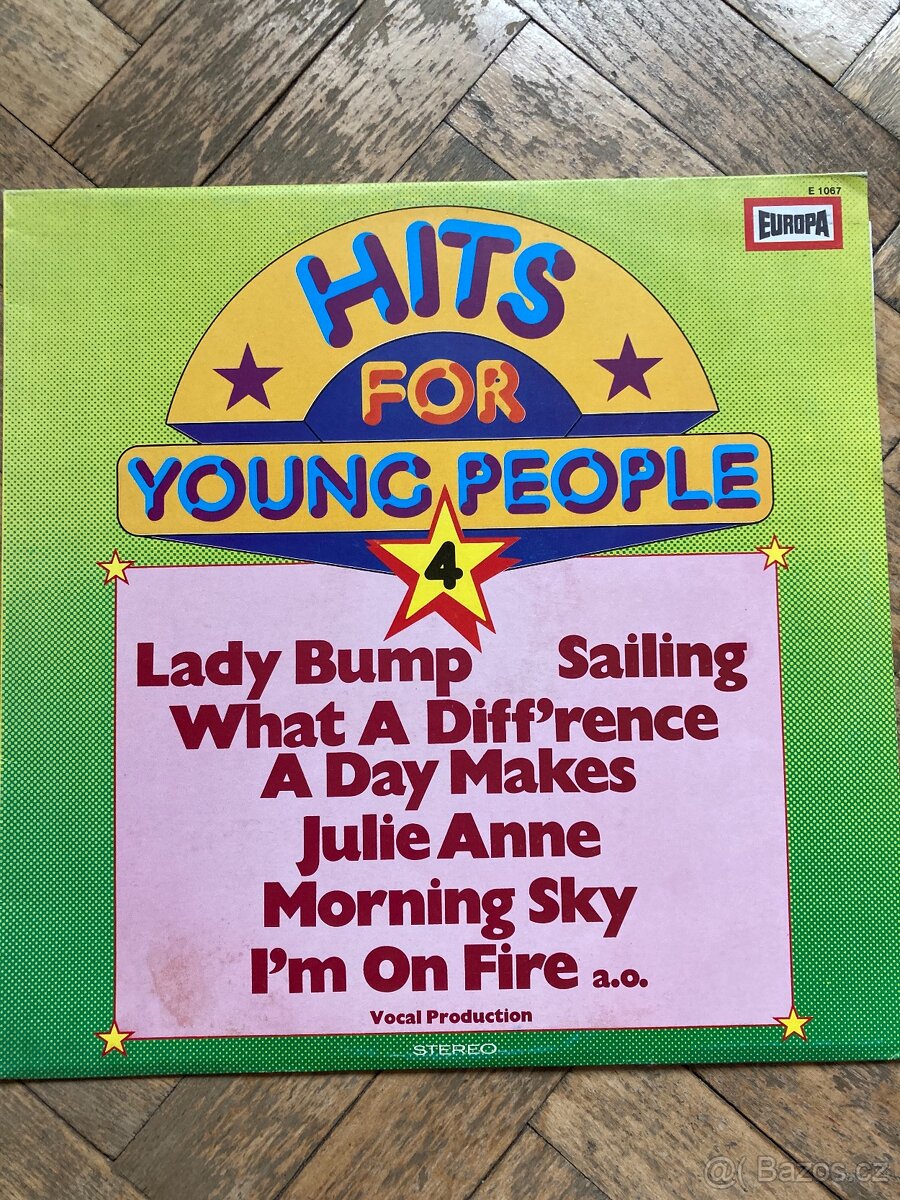 E 1067
EUROPA
HITS
FOR
YOUNG PEOPLE
4
Lady Bump Sailing
What A Diff'rence
A Day Makes
Julie Anne
Morning Sky
I'm On Fire a.o.
Vocal Production
STEREO
@( Bazos.cz